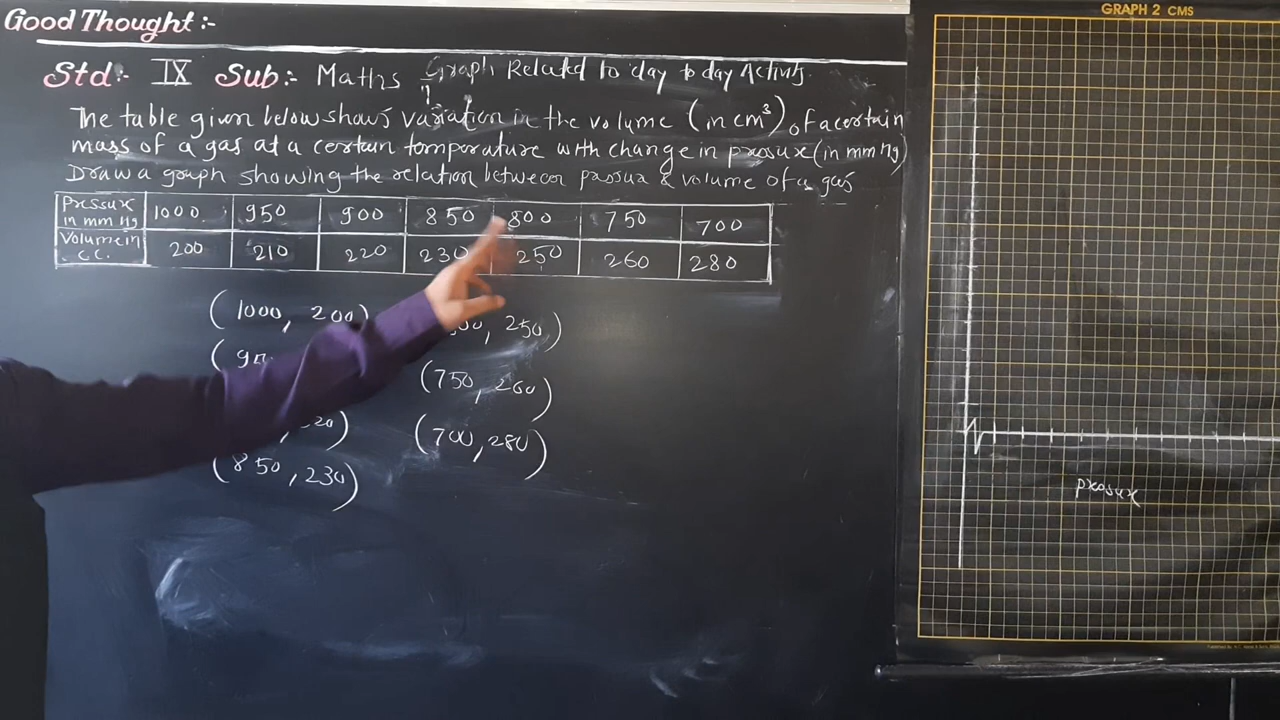 Good Thought:-
GRAPH 2 CMS
Std:- IX Sub:- Maths Graph Related to day to day Activity.
The table given below shows variation in the volume (in cm³) of a certain
mass of a gas at a certain temperature with change in pressure (in mm Hg)
Draw a graph showing the relation between pressure & volume of a gas
Pressure in mm Hg 1000 950 900 850 800 750 700
Volume in C.C. 200 210 220 230 250 260 280
(1000, 200)
, 250)
(750, 260)
(700, 280)
(850, 230)
pressure